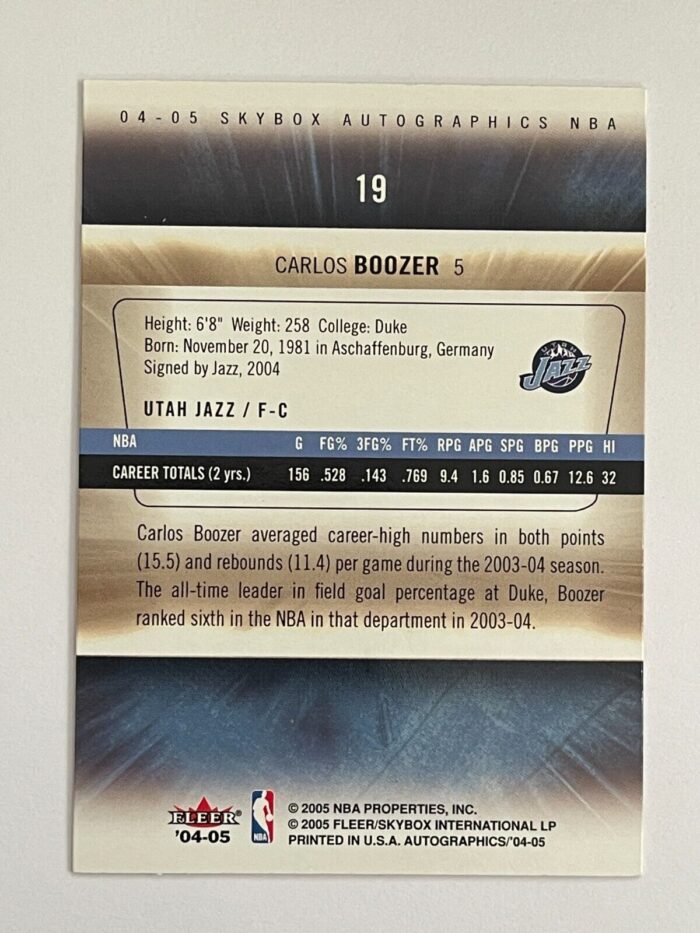 04-05 SKYBOX AUTOGRAPHICS NBA
19
CARLOS BOOZER 5
Height: 6'8" Weight: 258 College: Duke
Born: November 20, 1981 in Aschaffenburg, Germany
Signed by Jazz, 2004
UTAH JAZZ
UTAH JAZZ / F-C
NBA G FG% 3FG% FT% RPG APG SPG BPG PPG HI
CAREER TOTALS (2 yrs.) 156 .528 .143 .769 9.4 1.6 0.85 0.67 12.6 32
Carlos Boozer averaged career-high numbers in both points
(15.5) and rebounds (11.4) per game during the 2003-04 season.
The all-time leader in field goal percentage at Duke, Boozer
ranked sixth in the NBA in that department in 2003-04.
FLEER®
'04-05
NBA
© 2005 NBA PROPERTIES, INC.
© 2005 FLEER/SKYBOX INTERNATIONAL LP
PRINTED IN U.S.A. AUTOGRAPHICS/'04-05